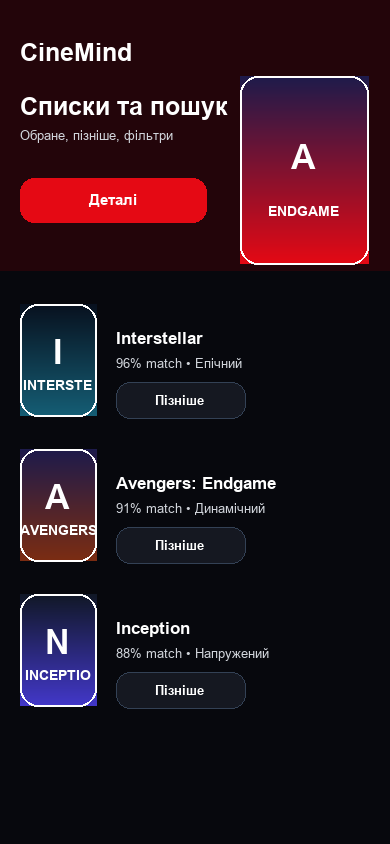 CineMind
Списки та пошук
Обране, пізніше, фільтри
Деталі
A
ENDGAME
I
INTERSTE
Interstellar
96% match • Епічний
Пізніше
A
AVENGERS
Avengers: Endgame
91% match • Динамічний
Пізніше
N
INCEPTIO
Inception
88% match • Напружений
Пізніше